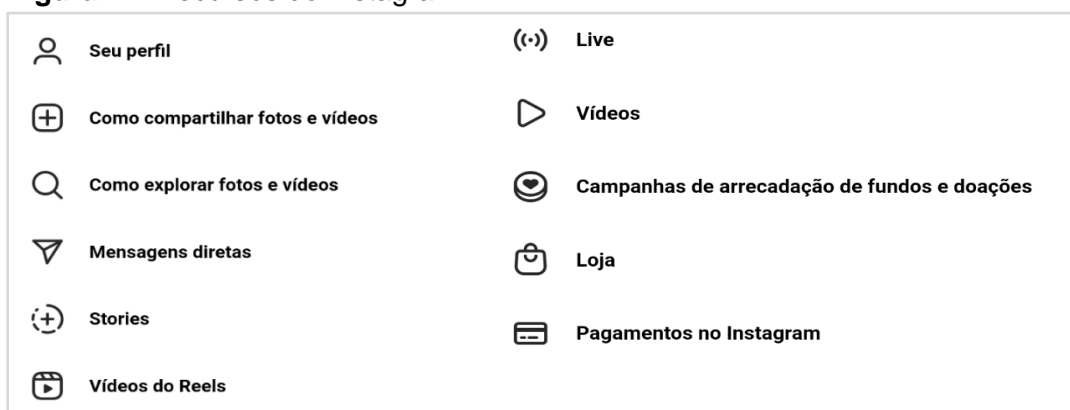 Seu perfil
Como compartilhar fotos e vídeos
Como explorar fotos e vídeos
Mensagens diretas
Stories
Vídeos do Reels
Live
Vídeos
Campanhas de arrecadação de fundos e doações
Loja
Pagamentos no Instagram